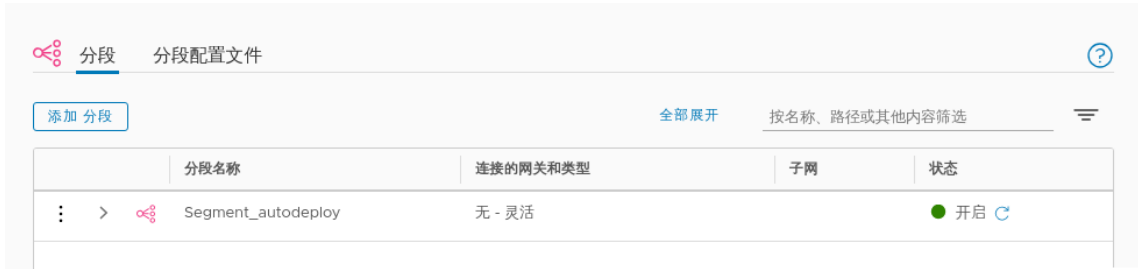 分段 分段配置文件 ?
添加 分段 全部展开 按名称、路径或其他内容筛选
分段名称 连接的网关和类型 子网 状态
Segment_autodeploy 无 - 灵活 开启